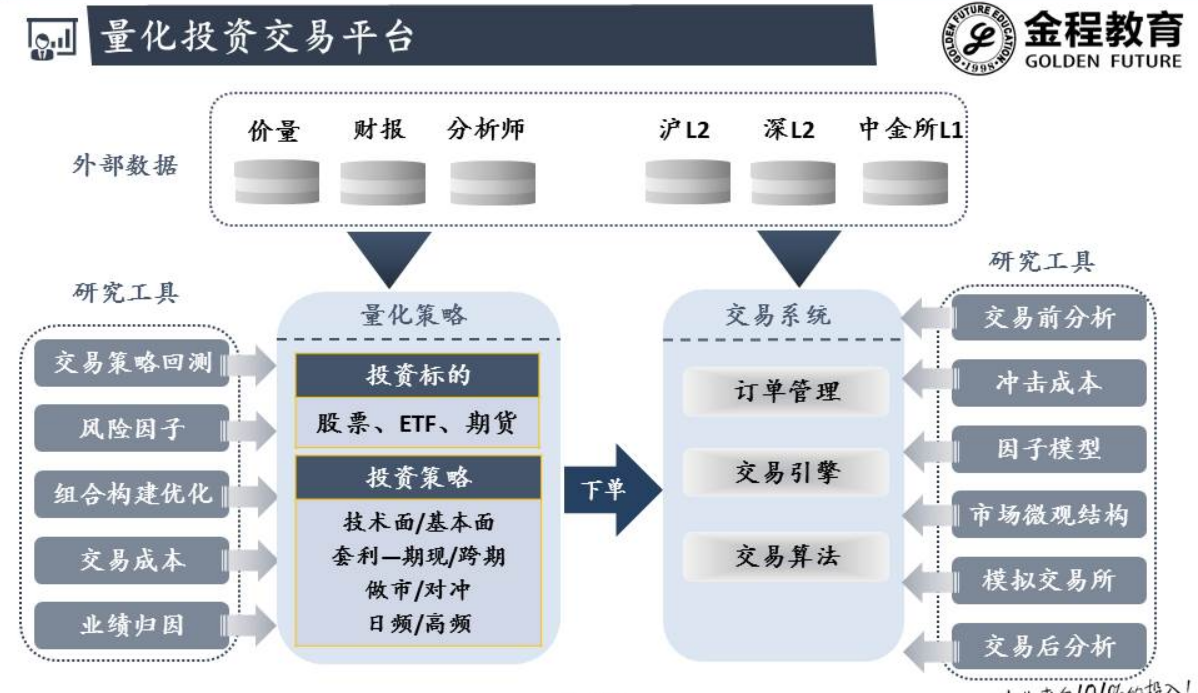 量化投资交易平台
GOLDEN FUTURE EDUCATION
·1998·
金程教育
GOLDEN FUTURE
外部数据
价量 财报 分析师 沪L2 深L2 中金所L1
研究工具
交易策略回测
风险因子
组合构建优化
交易成本
业绩归因
量化策略
投资标的
股票、ETF、期货
投资策略
技术面/基本面
套利—期现/跨期
做市/对冲
日频/高频
下单
交易系统
订单管理
交易引擎
交易算法
研究工具
交易前分析
冲击成本
因子模型
市场微观结构
模拟交易所
交易后分析